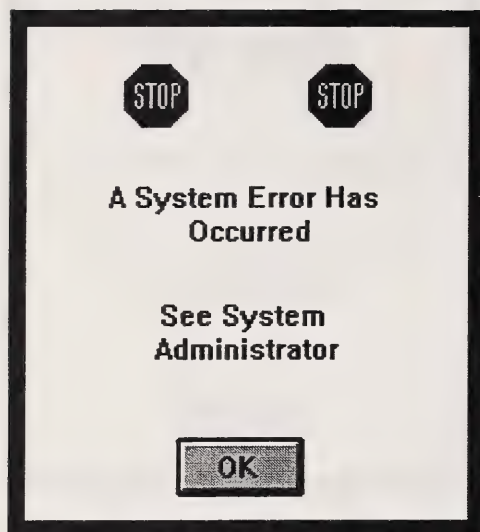 STOP STOP
A System Error Has
Occurred
See System
Administrator
OK